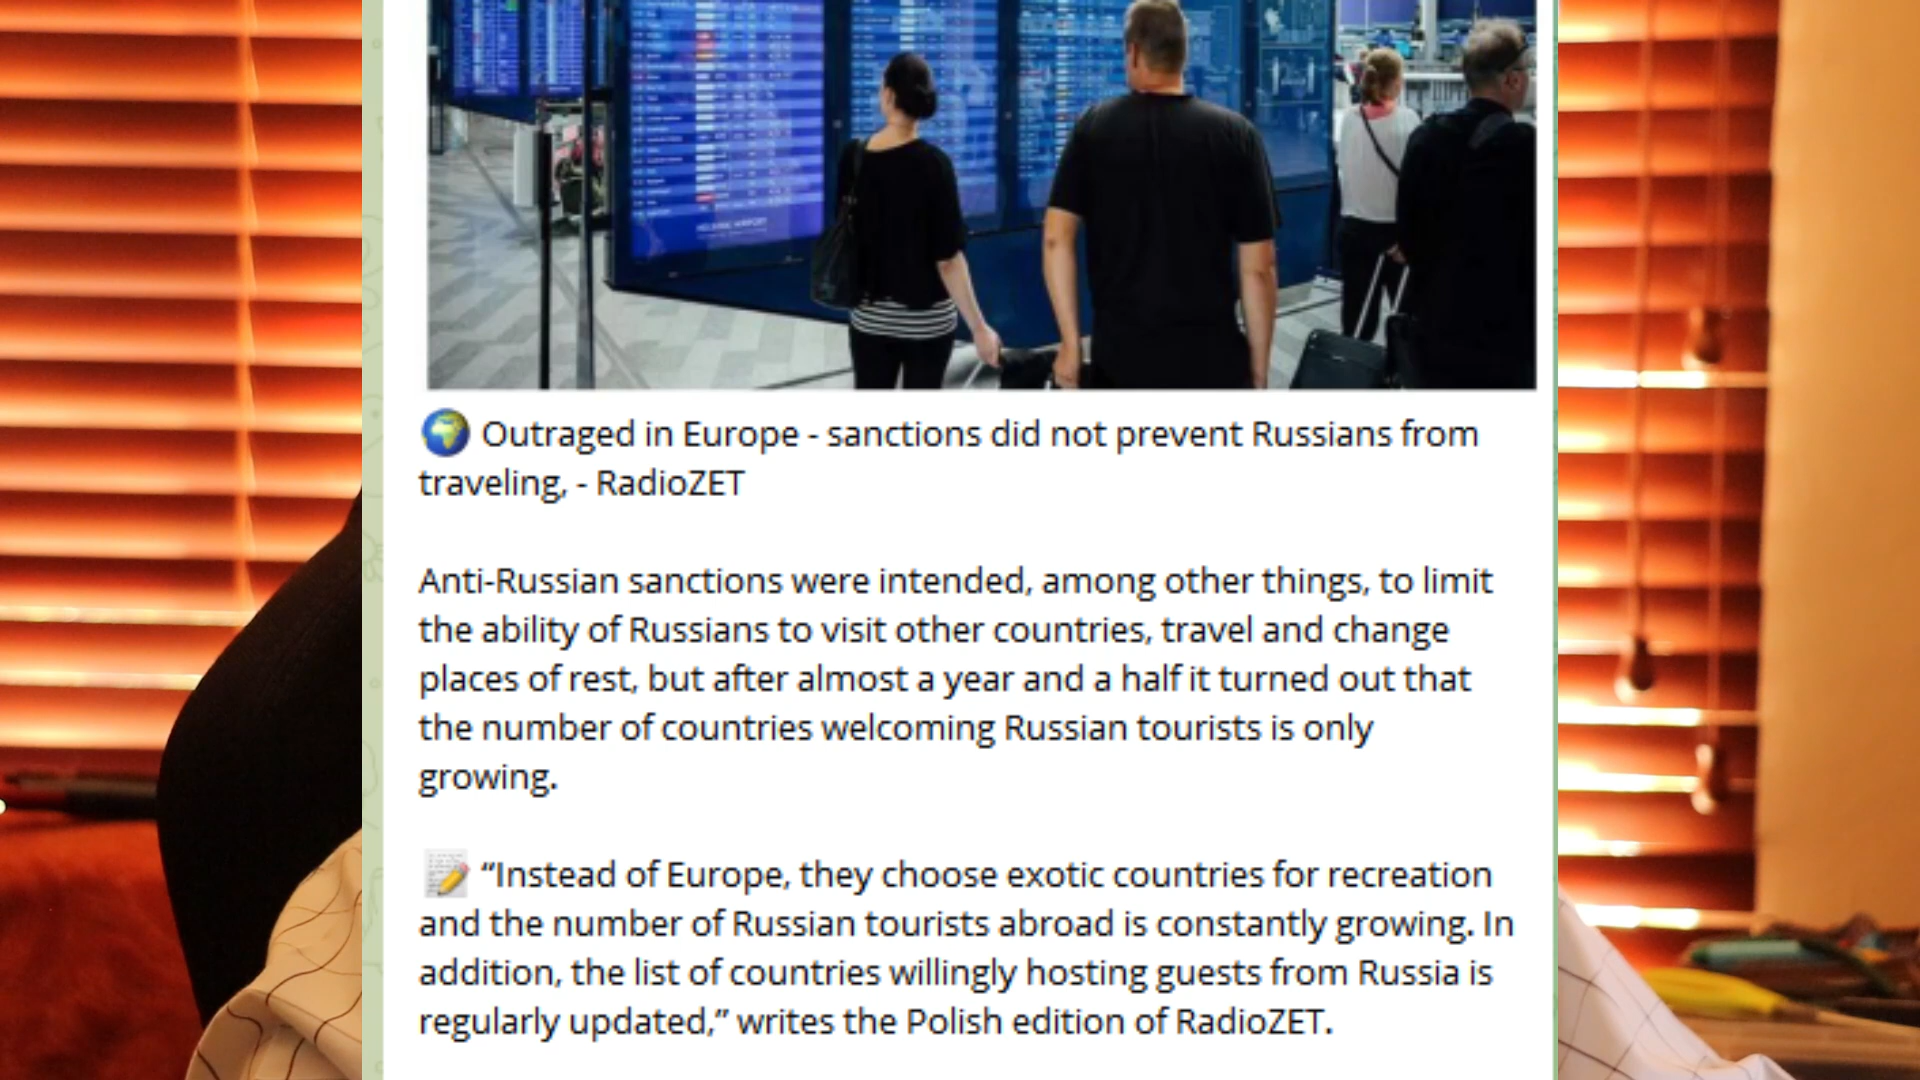 HELSINKI AIRPORT
Outraged in Europe - sanctions did not prevent Russians from
traveling, - RadioZET
Anti-Russian sanctions were intended, among other things, to limit
the ability of Russians to visit other countries, travel and change
places of rest, but after almost a year and a half it turned out that
the number of countries welcoming Russian tourists is only
growing.
“Instead of Europe, they choose exotic countries for recreation
and the number of Russian tourists abroad is constantly growing. In
addition, the list of countries willingly hosting guests from Russia is
regularly updated,” writes the Polish edition of RadioZET.